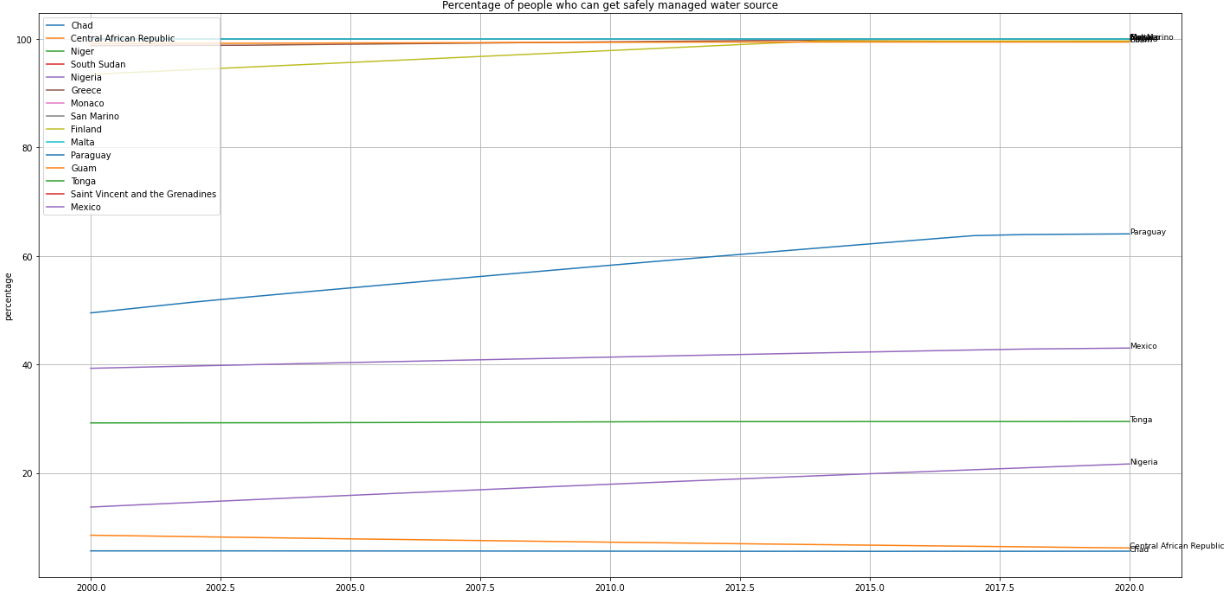 Percentage of people who can get safely managed water source
Chad
Central African Republic
Niger
South Sudan
Nigeria
Greece
Monaco
San Marino
Finland
Malta
Paraguay
Guam
Tonga
Saint Vincent and the Grenadines
Mexico
percentage
100
80
60
40
20
Paraguay
Mexico
Tonga
Nigeria
Central African Republic
Chad
2000.0
2002.5
2005.0
2007.5
2010.0
2012.5
2015.0
2017.5
2020.0